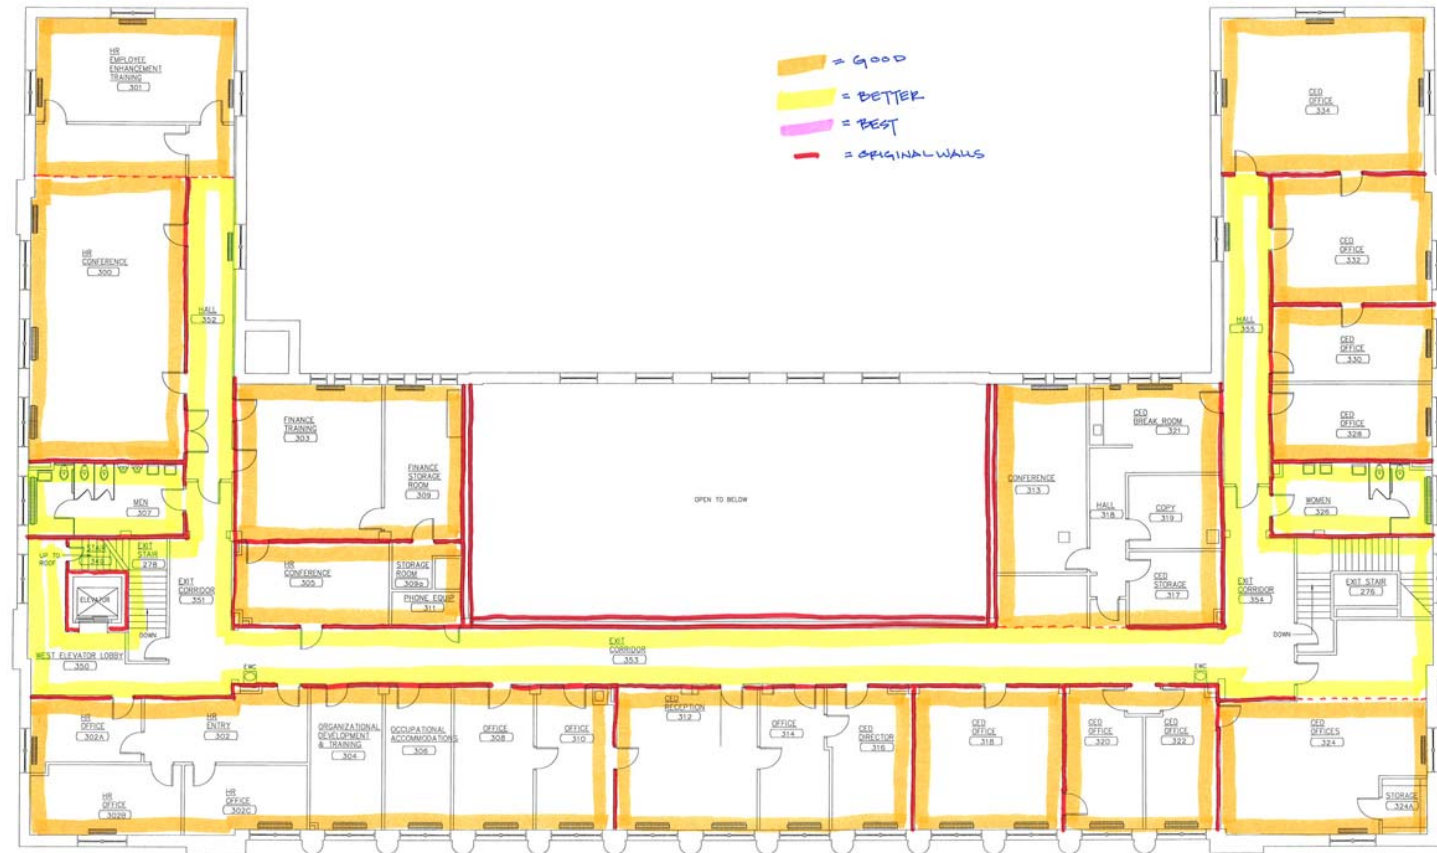 HR
EMPLOYEE
ENHANCEMENT
TRAINING
301
= GOOD
= BETTER
= BEST
= ORIGINAL WALLS
CED
OFFICE
334
HR
CONFERENCE
300
HALL
352
CED
OFFICE
332
HALL
355
CED
OFFICE
330
CED
OFFICE
328
FINANCE
TRAINING
303
FINANCE
STORAGE
ROOM
309
OPEN TO BELOW
CONFERENCE
313
CED
BREAK ROOM
321
HALL
318
COPY
319
MEN
307
WOMEN
326
UP TO
ROOF
STAIR
EXIT
STAIR
278
ELEVATOR
EXIT
CORRIDOR
351
DOWN
WEST ELEVATOR LOBBY
350
HR
CONFERENCE
305
STORAGE
ROOM
309a
PHONE EQUIP
311
CED
STORAGE
317
EXIT
CORRIDOR
354
EXIT STAIR
276
DOWN
EXIT
CORRIDOR
353
EWC
EWC
HR
OFFICE
302A
HR
ENTRY
302
ORGANIZATIONAL
DEVELOPMENT
& TRAINING
304
OCCUPATIONAL
ACCOMMODATIONS
306
OFFICE
308
OFFICE
310
CED
RECEPTION
312
OFFICE
314
CED
DIRECTOR
316
CED
OFFICE
318
CED
OFFICE
320
CED
OFFICE
322
CED
OFFICES
324
HR
OFFICE
302B
HR
OFFICE
302C
STORAGE
324A